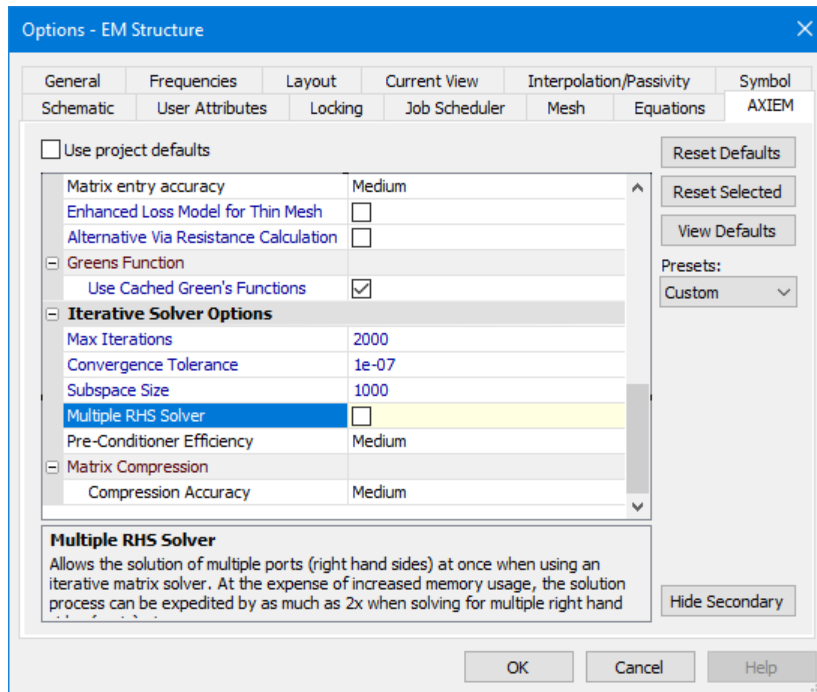 Options - EM Structure
General Frequencies Layout Current View Interpolation/Passivity Symbol
Schematic User Attributes Locking Job Scheduler Mesh Equations AXIEM
Use project defaults
Reset Defaults
Matrix entry accuracy Medium
Reset Selected
Enhanced Loss Model for Thin Mesh
Alternative Via Resistance Calculation
View Defaults
Greens Function
Presets:
Use Cached Green's Functions
Custom
Iterative Solver Options
Max Iterations 2000
Convergence Tolerance 1e-07
Subspace Size 1000
Multiple RHS Solver
Pre-Conditioner Efficiency Medium
Matrix Compression
Compression Accuracy Medium
Multiple RHS Solver
Allows the solution of multiple ports (right hand sides) at once when using an
iterative matrix solver. At the expense of increased memory usage, the solution
process can be expedited by as much as 2x when solving for multiple right hand
Hide Secondary
OK Cancel Help